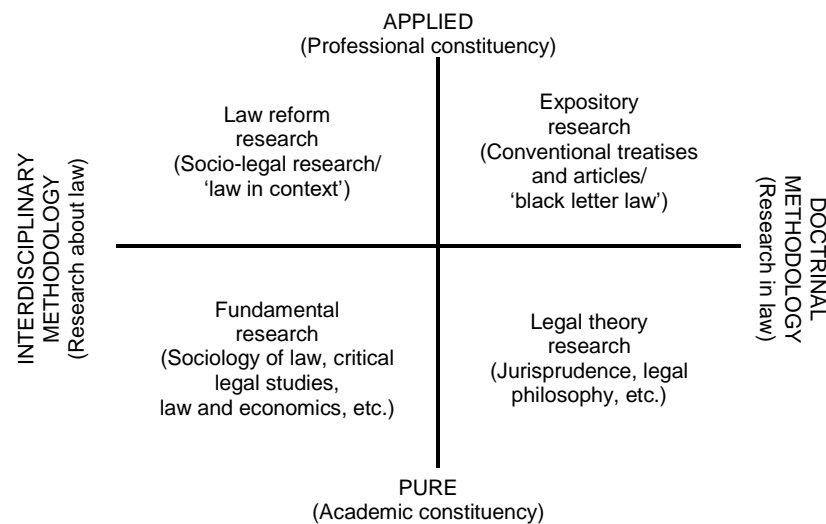 APPLIED
(Professional constituency)
Law reform
research
(Socio-legal research/
‘law in context’)
Expository
research
(Conventional treatises
and articles/
‘black letter law’)
INTERDISCIPLINARY
METHODOLOGY
(Research about law)
DOCTRINAL
METHODOLOGY
(Research in law)
Fundamental
research
(Sociology of law, critical
legal studies,
law and economics, etc.)
Legal theory
research
(Jurisprudence, legal
philosophy, etc.)
PURE
(Academic constituency)